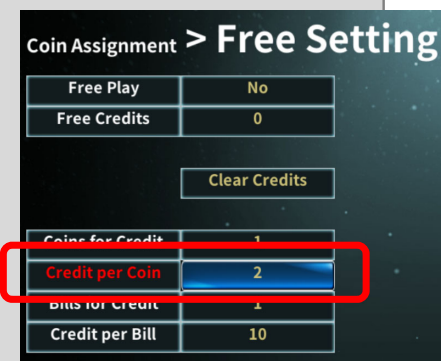 Coin Assignment > Free Setting
Free Play No
Free Credits 0
Clear Credits
Coins for Credit 1
Credit per Coin 2
Bills for Credit 1
Credit per Bill 10